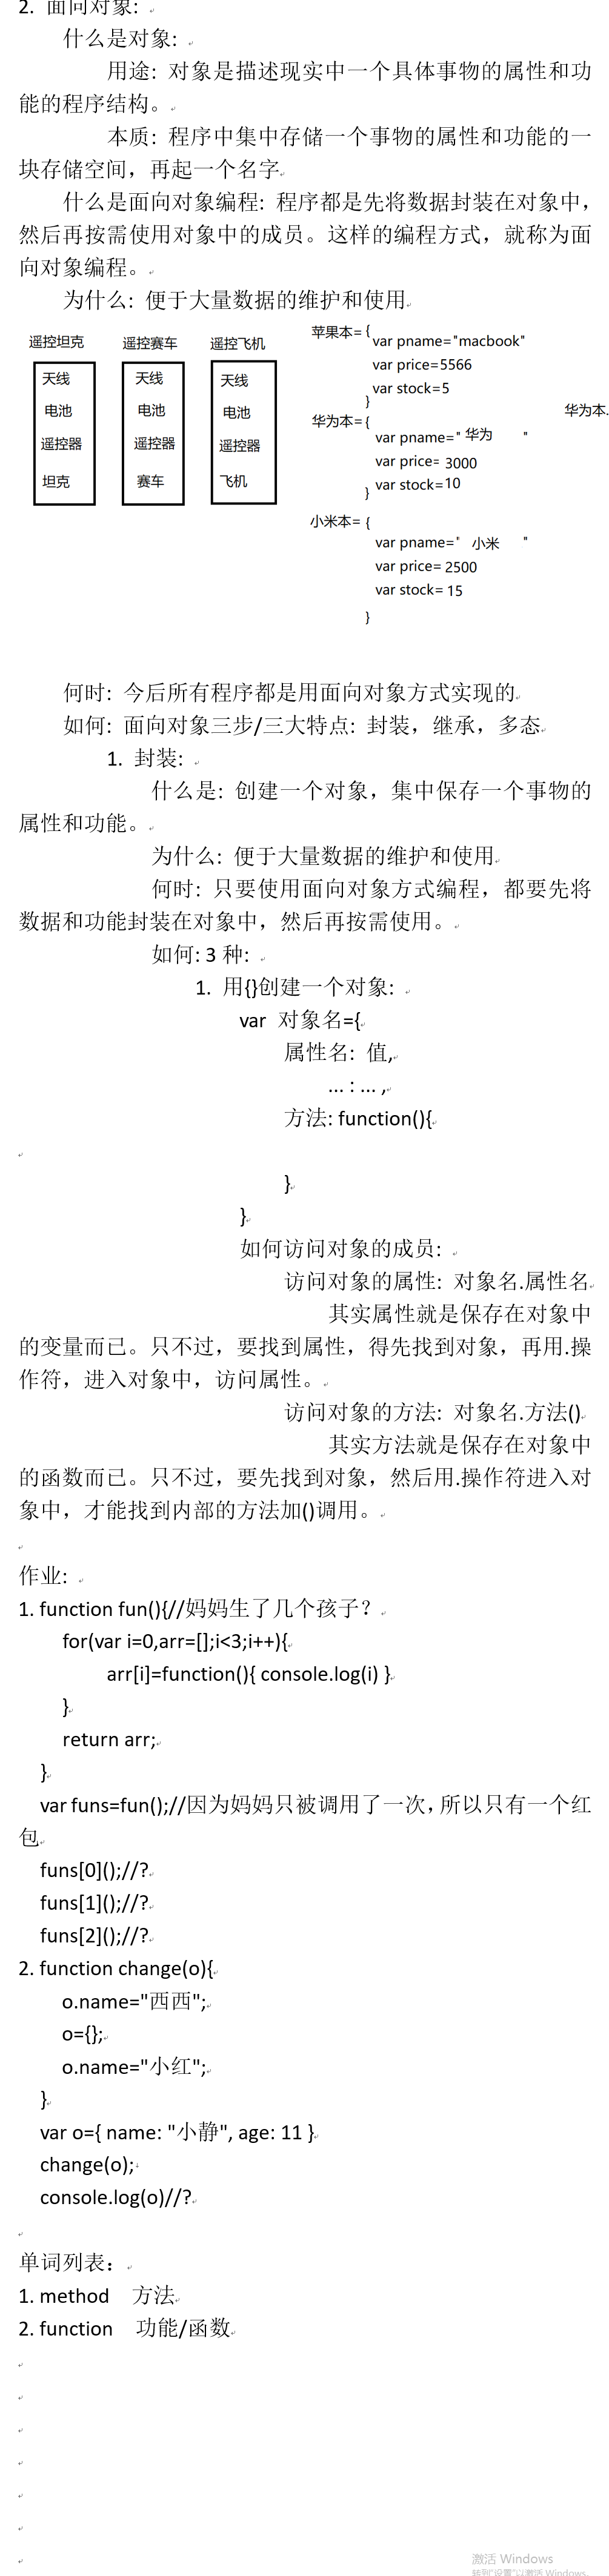 2. 面向对象:
什么是对象:
用途: 对象是描述现实中一个具体事物的属性和功
能的程序结构。
本质: 程序中集中存储一个事物的属性和功能的一
块存储空间，再起一个名字
什么是面向对象编程: 程序都是先将数据封装在对象中，
然后再按需使用对象中的成员。这样的编程方式，就称为面
向对象编程。
为什么: 便于大量数据的维护和使用
遥控坦克 遥控赛车 遥控飞机
天线 天线 天线
电池 电池 电池
遥控器 遥控器 遥控器
坦克 赛车 飞机
苹果本= {
var pname="macbook"
var price=5566
var stock=5
}
华为本= {
华为本.
var pname=" 华为 "
var price= 3000
var stock=10
}
小米本= {
var pname=" 小米 "
var price= 2500
var stock= 15
}
何时: 今后所有程序都是用面向对象方式实现的
如何: 面向对象三步/三大特点: 封装，继承，多态
1. 封装:
什么是: 创建一个对象，集中保存一个事物的
属性和功能。
为什么: 便于大量数据的维护和使用
何时: 只要使用面向对象方式编程，都要先将
数据和功能封装在对象中，然后再按需使用。
如何: 3 种:
1. 用{}创建一个对象:
var 对象名={
属性名: 值,
... : ... ,
方法: function(){
}
}
如何访问对象的成员:
访问对象的属性: 对象名.属性名
其实属性就是保存在对象中
的变量而已。只不过，要找到属性，得先找到对象，再用.操
作符，进入对象中，访问属性。
访问对象的方法: 对象名.方法()
其实方法就是保存在对象中
的函数而已。只不过，要先找到对象，然后用.操作符进入对
象中，才能找到内部的方法加()调用。
作业:
1. function fun(){//妈妈生了几个孩子？
for(var i=0,arr=[];i<3;i++){
arr[i]=function(){ console.log(i) }
}
return arr;
}
var funs=fun();//因为妈妈只被调用了一次，所以只有一个红
包
funs[0]();//?
funs[1]();//?
funs[2]();//?
2. function change(o){
o.name="西西";
o={};
o.name="小红";
}
var o={ name: "小静", age: 11 }
change(o);
console.log(o)//?
单词列表：
1. method 方法
2. function 功能/函数
激活 Windows
转到"设置"以激活 Windows。